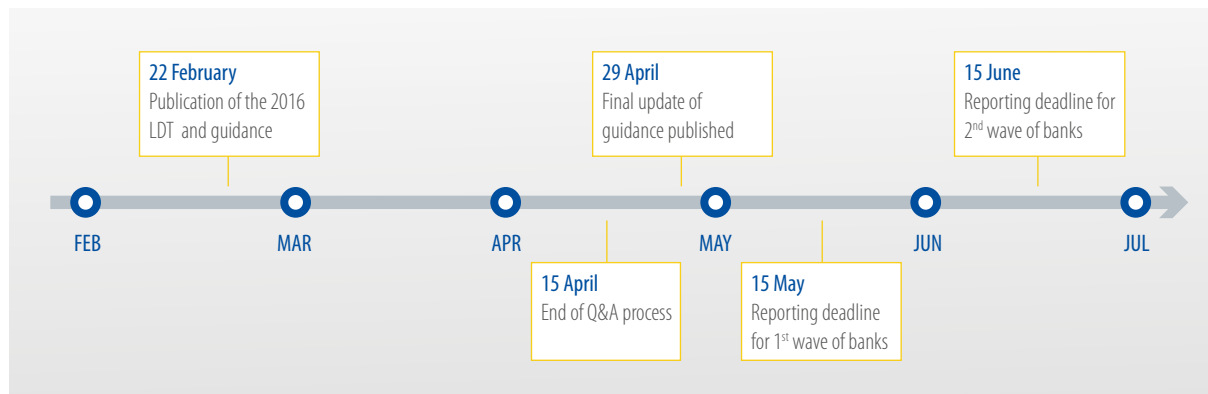 22 February
Publication of the 2016
LDT and guidance
29 April
Final update of
guidance published
15 June
Reporting deadline for
2nd wave of banks
FEB
MAR
APR
MAY
JUN
JUL
15 April
End of Q&A process
15 May
Reporting deadline
for 1st wave of banks